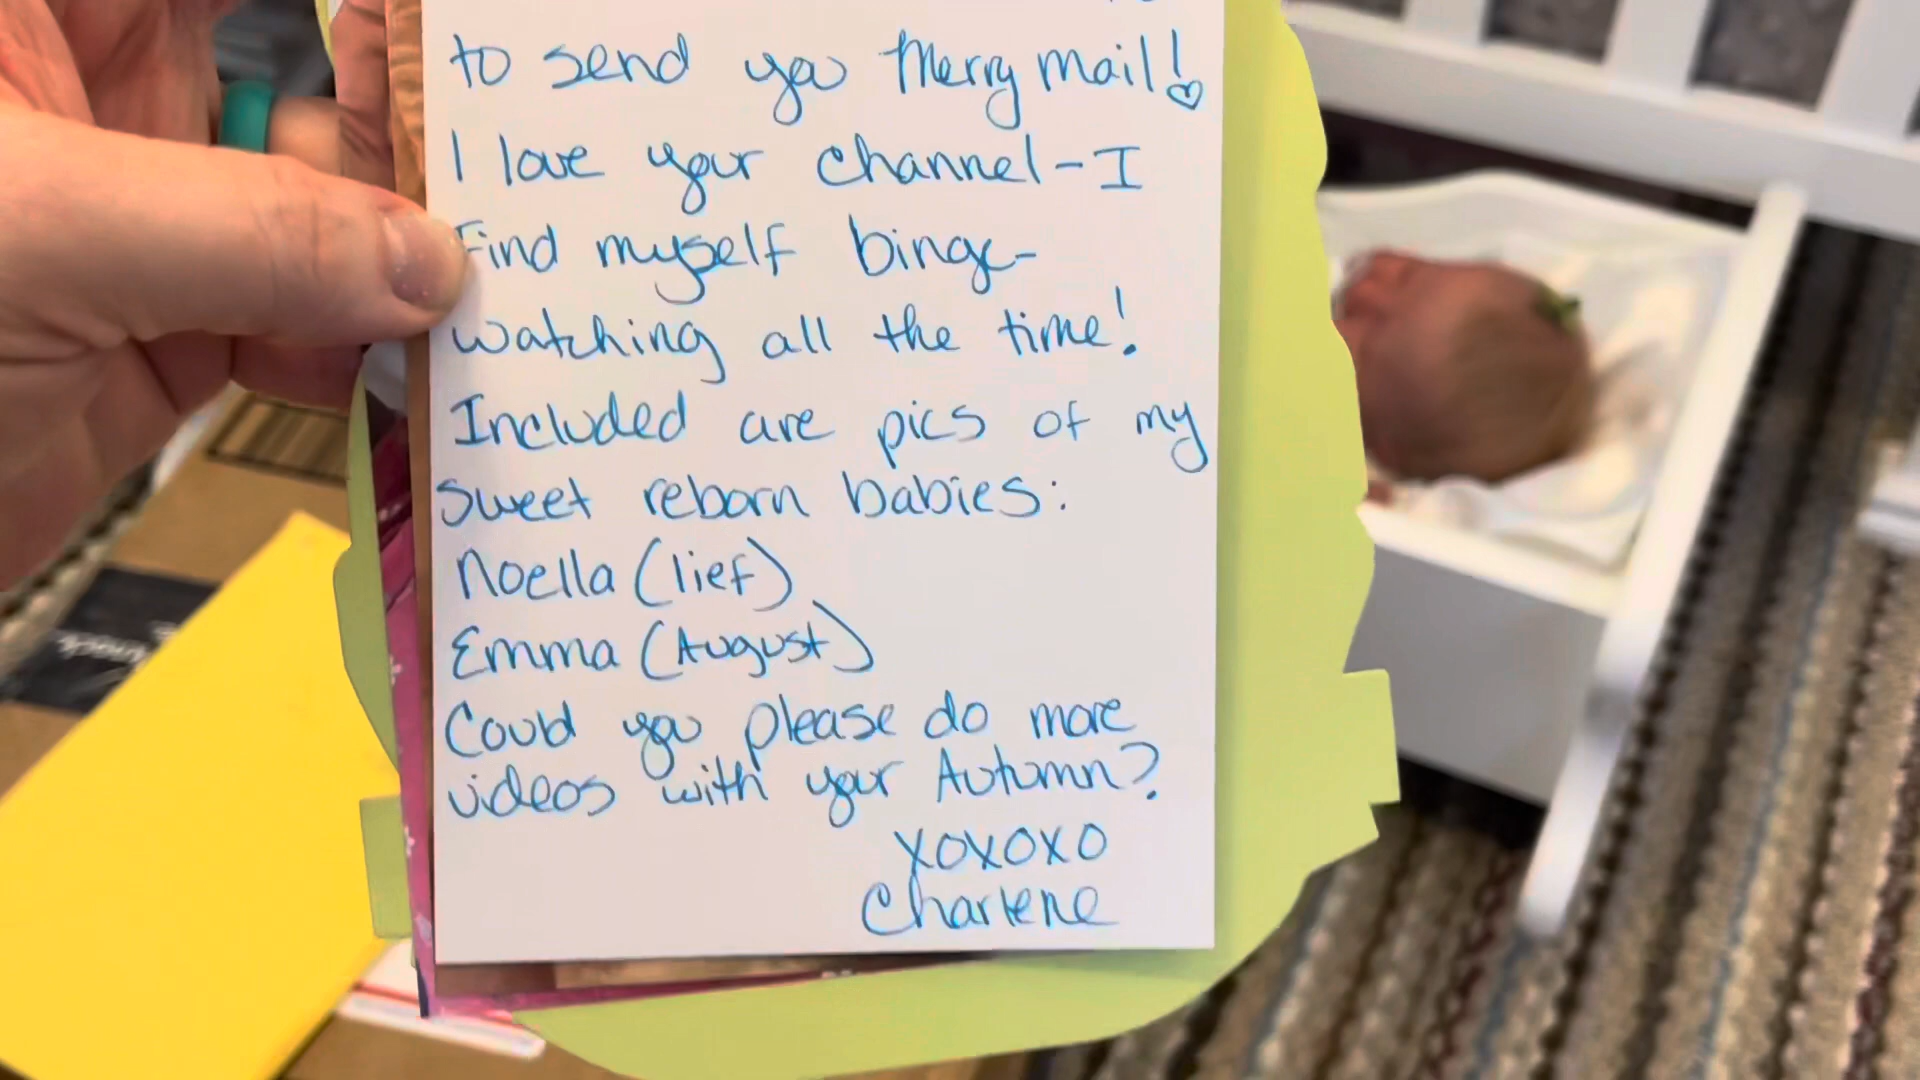 to send you Merry mail!
I love your channel - I
Find myself binge-
watching all the time!
Included are pics of my
sweet reborn babies:
Noella (lief)
Emma (August)
Could you please do more
videos with your Autumn?
XOXOXO
Charlene